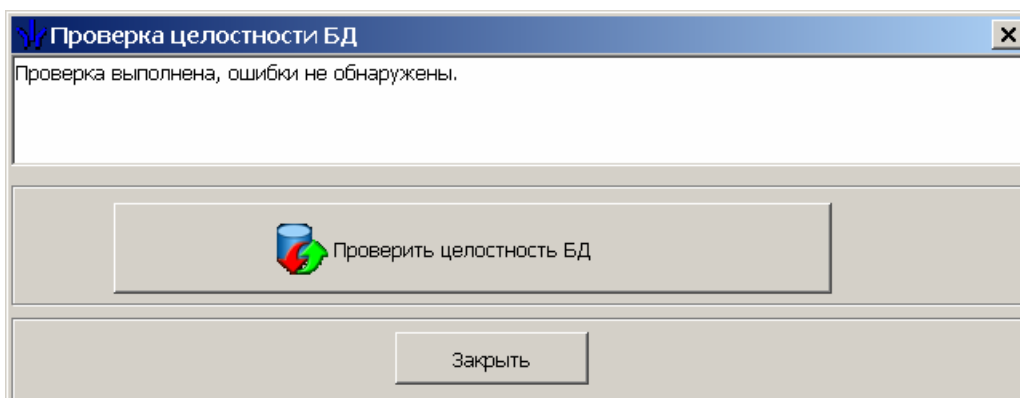 Проверка целостности БД
Проверка выполнена, ошибки не обнаружены.
Проверить целостность БД
Закрыть